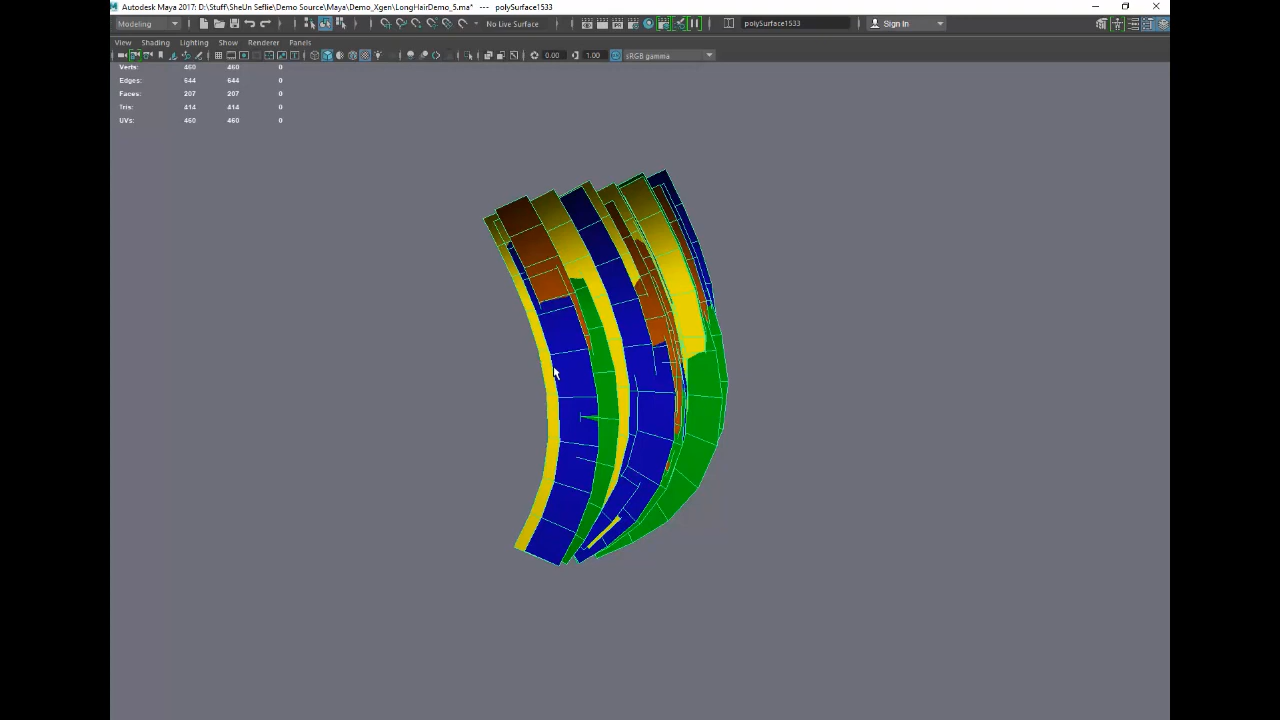 Autodesk Maya 2017: D:\Stuff\SheUn Seflie\Demo Source\Maya\Demo_Xgen\LongHairDemo_5.ma* --- polySurface1533
Modeling No Live Surface polySurface1533 Sign In
View Shading Lighting Show Renderer Panels
0.00 1.00 sRGB gamma
Verts: 460 460 0
Edges: 644 644 0
Faces: 207 207 0
Tris: 414 414 0
UVs: 460 460 0